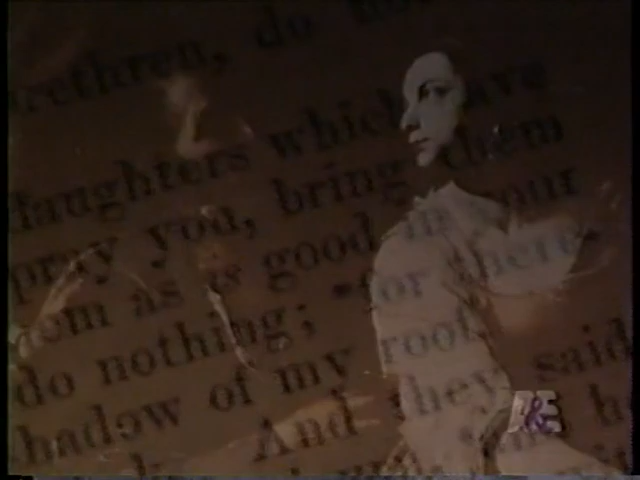 brethren, do not
daughters which have
pray you, bring them
as is good in your
for there-
do nothing;
shadow of my roof.
And they said
A&E